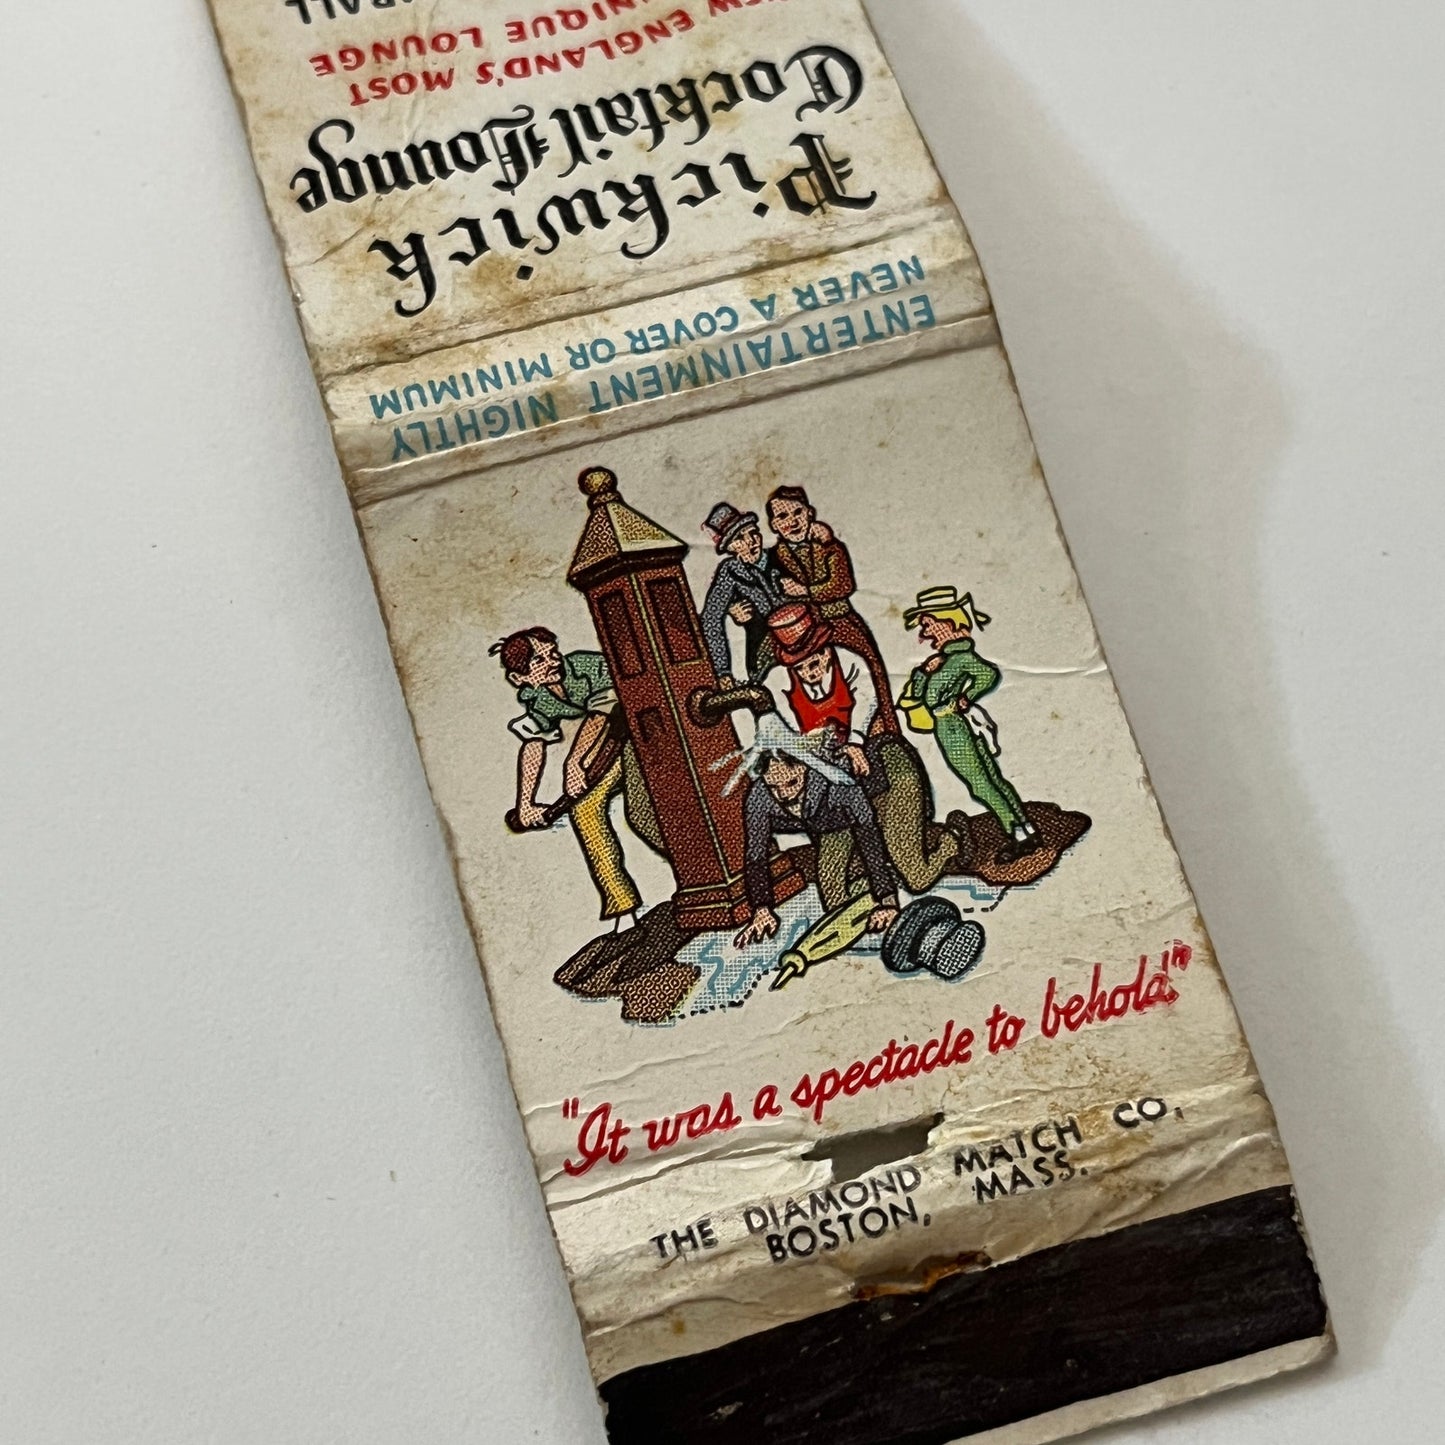 Pickwick
Cocktail Lounge
NEW ENGLAND'S MOST
UNIQUE LOUNGE
ENTERTAINMENT NIGHTLY
NEVER A COVER OR MINIMUM
"It was a spectacle to behold."
THE DIAMOND MATCH CO.
BOSTON, MASS.